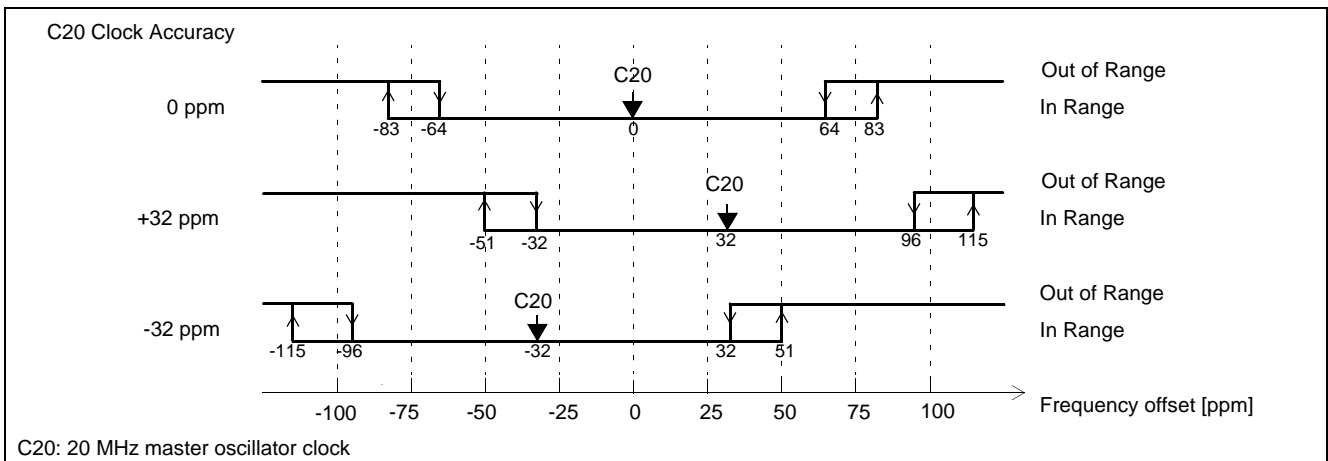 C20 Clock Accuracy
C20
Out of Range
0 ppm
In Range
-83 -64 0 64 83
C20
Out of Range
+32 ppm
In Range
-51 -32 32 96 115
C20
Out of Range
-32 ppm
In Range
-115 -96 -32 32 51
-100 -75 -50 -25 0 25 50 75 100
Frequency offset [ppm]
C20: 20 MHz master oscillator clock